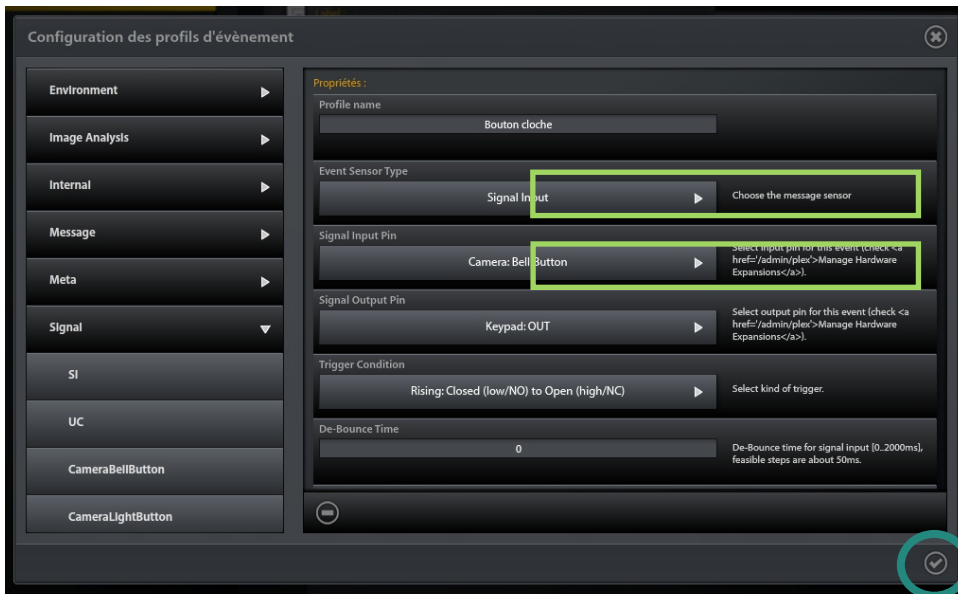 Label
Configuration des profils d'évènement
Environment
Image Analysis
Internal
Message
Meta
Signal
SI
UC
CameraBellButton
CameraLightButton
Propriétés :
Profile name
Bouton cloche
Event Sensor Type
Signal Input
Choose the message sensor
Signal Input Pin
Camera: Bell Button
Select input pin for this event (check <a
href='/admin/plex'>Manage Hardware
Expansions</a>).
Signal Output Pin
Keypad: OUT
Select output pin for this event (check <a
href='/admin/plex'>Manage Hardware
Expansions</a>).
Trigger Condition
Rising: Closed (low/NO) to Open (high/NC)
Select kind of trigger.
De-Bounce Time
0
De-Bounce time for signal input [0..2000ms],
feasible steps are about 50ms.